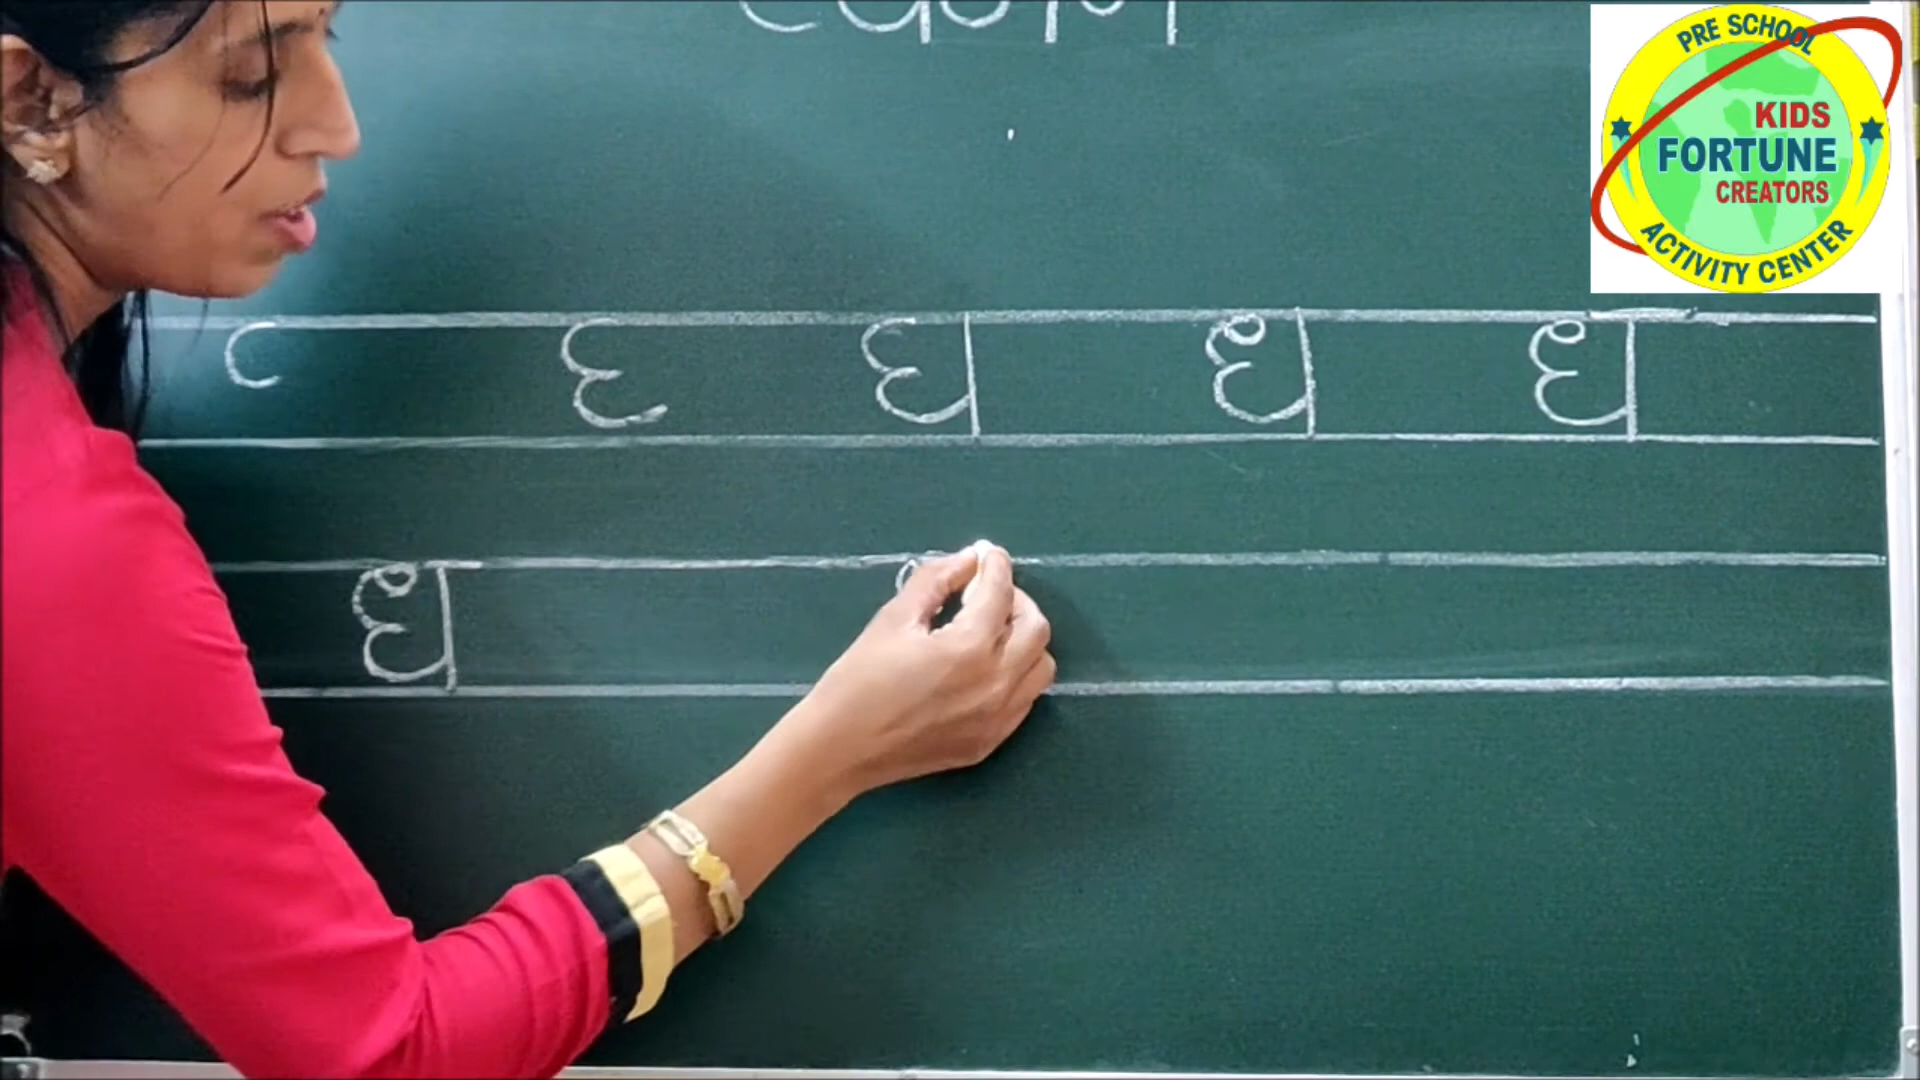 PRE SCHOOL
KIDS
FORTUNE
CREATORS
ACTIVITY CENTER
ध ध ध
ध